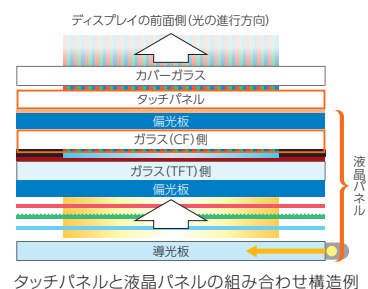 ディスプレイの前面側(光の進行方向)
カバーガラス
タッチパネル
偏光板
ガラス(CF)側
ガラス(TFT)側
偏光板
導光板
液晶パネル
タッチパネルと液晶パネルの組み合わせ構造例